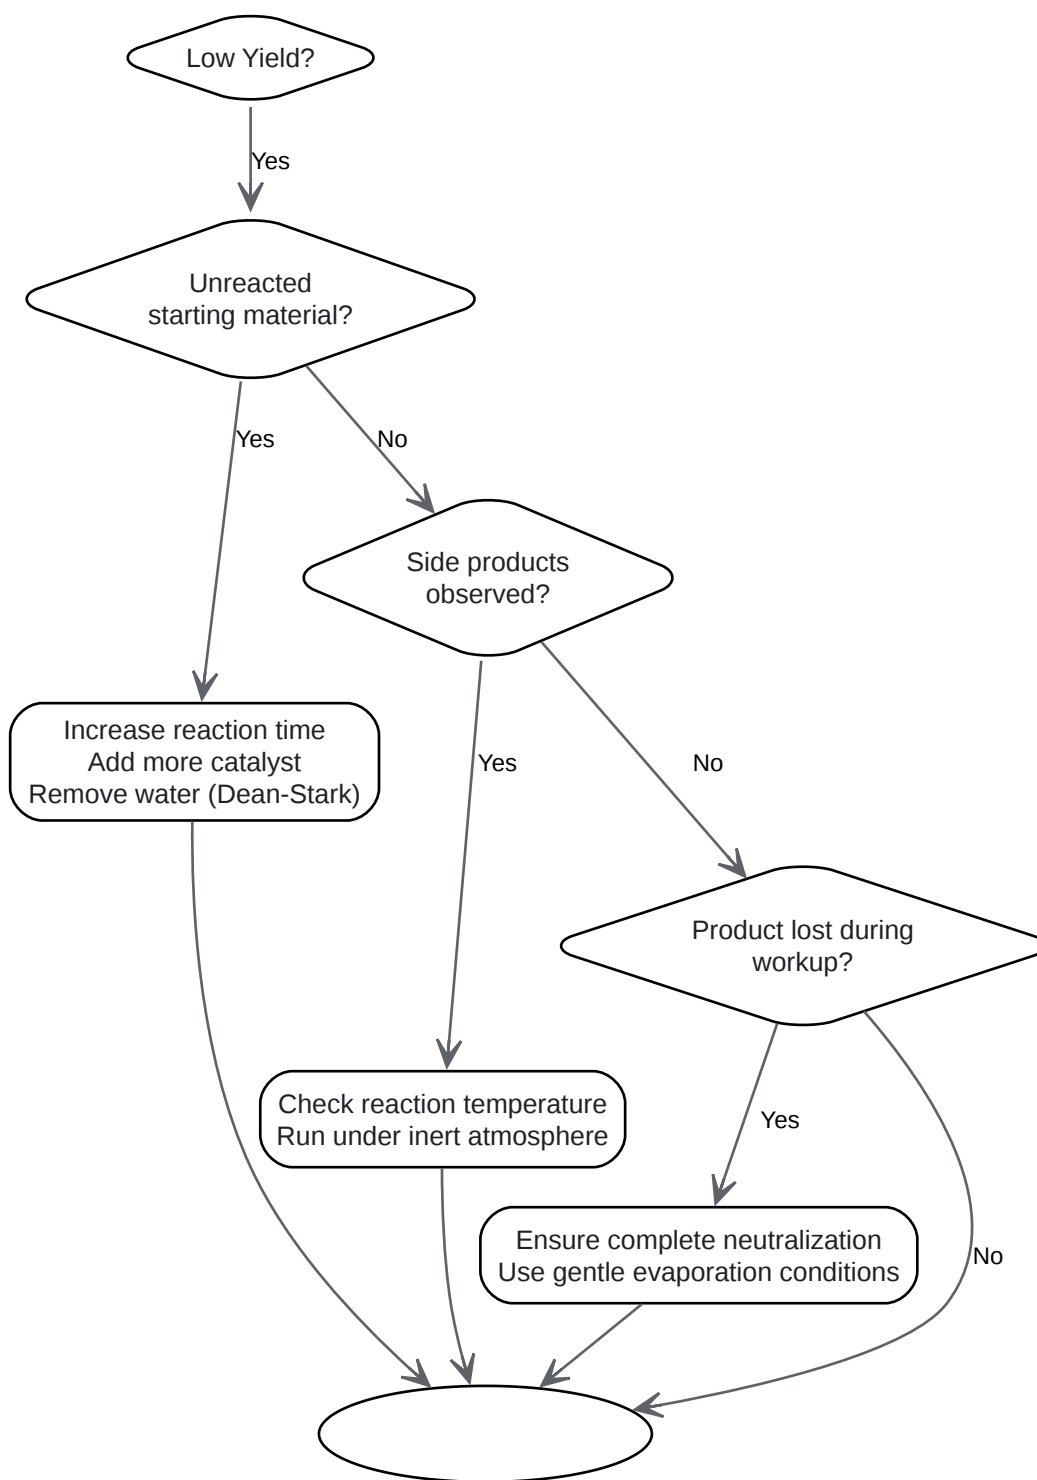 Low Yield?
Yes
Unreacted
starting material?
Yes
No
Side products
observed?
Increase reaction time
Add more catalyst
Remove water (Dean-Stark)
Yes
No
Product lost during
workup?
Check reaction temperature
Run under inert atmosphere
Yes
Ensure complete neutralization
Use gentle evaporation conditions
No